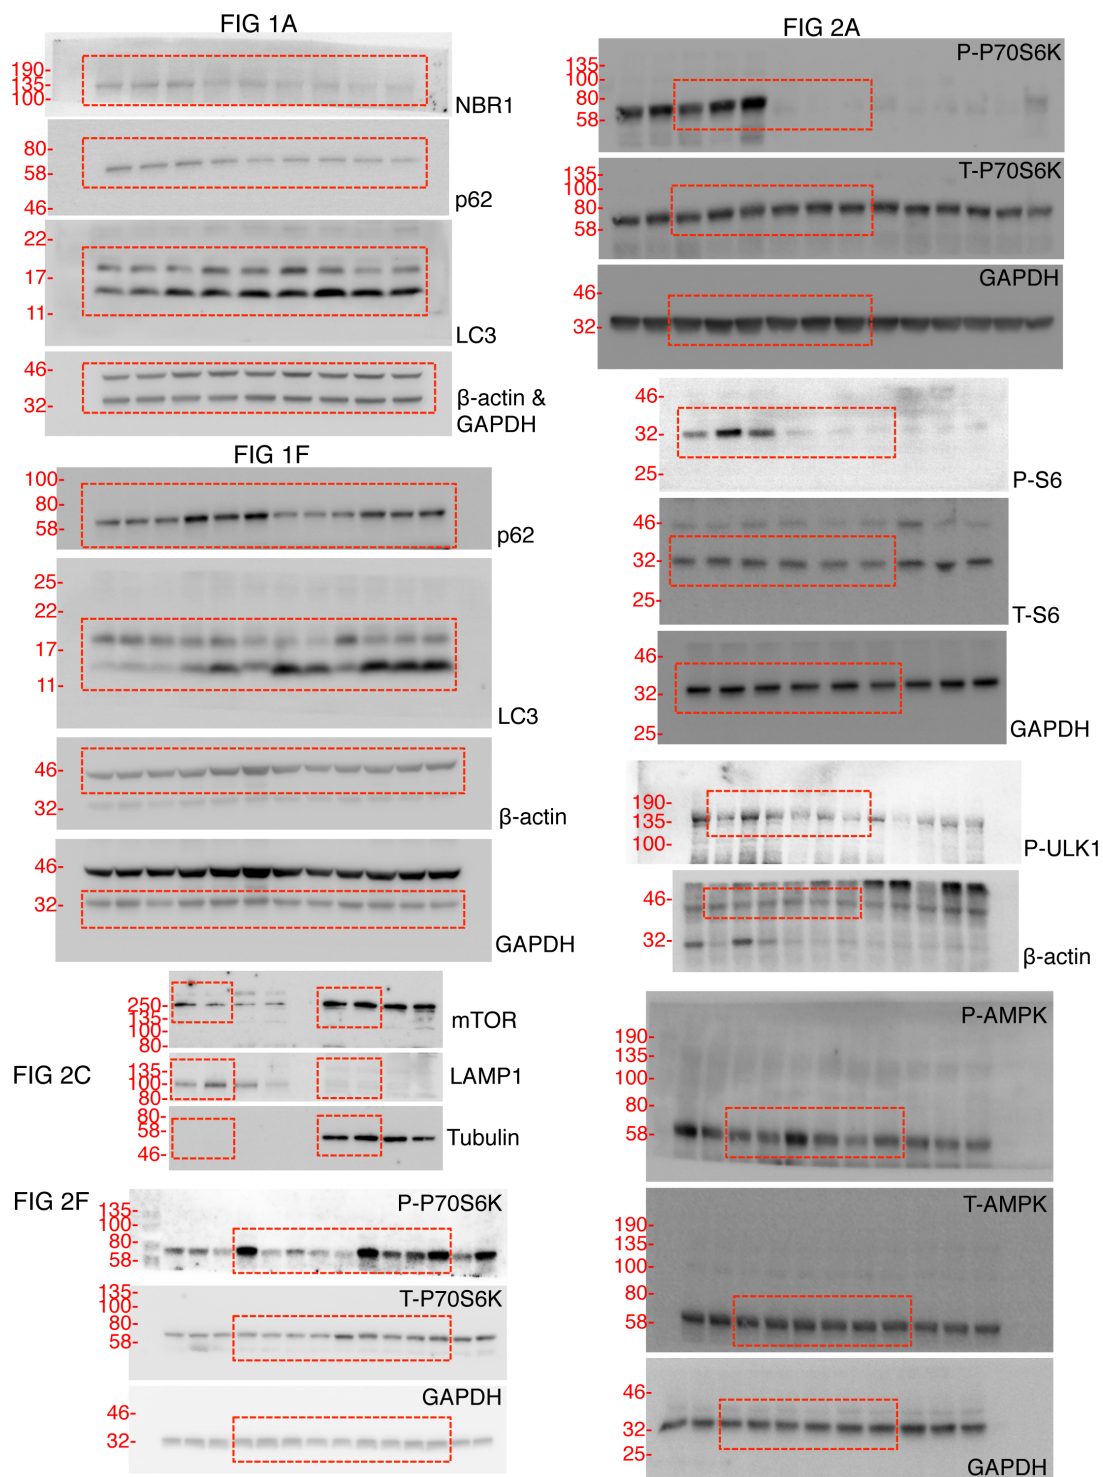 FIG 1A
190-
135-
100-
NBR1
80-
58-
46-
p62
22-
17-
11-
LC3
46-
32-
β-actin &
GAPDH
FIG 1F
100-
80-
58-
p62
25-
22-
17-
11-
LC3
46-
32-
β-actin
46-
32-
GAPDH
FIG 2C
250-
135-
100-
80-
mTOR
135-
100-
80-
LAMP1
80-
58-
46-
Tubulin
FIG 2F
135-
100-
80-
58-
P-P70S6K
135-
100-
80-
58-
T-P70S6K
46-
32-
GAPDH
FIG 2A
135-
100-
80-
58-
P-P70S6K
135-
100-
80-
58-
T-P70S6K
46-
32-
GAPDH
46-
32-
25-
P-S6
46-
32-
25-
T-S6
46-
32-
25-
GAPDH
190-
135-
100-
P-ULK1
46-
32-
β-actin
190-
135-
100-
80-
58-
P-AMPK
190-
135-
100-
80-
58-
T-AMPK
46-
32-
25-
GAPDH